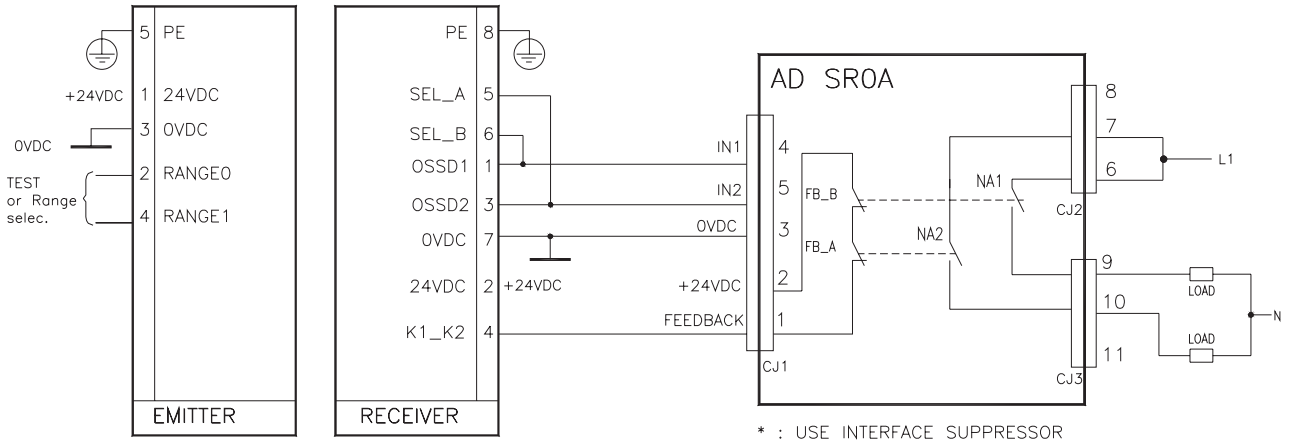 5 PE
+24VDC 1 24VDC
0VDC 3 0VDC
TEST
or Range
selec.
2 RANGE0
4 RANGE1
EMITTER
PE 8
SEL_A 5
SEL_B 6
OSSD1 1
OSSD2 3
0VDC 7
24VDC 2 +24VDC
K1_K2 4
RECEIVER
AD SR0A
IN1 4
IN2 5
0VDC 3
+24VDC 2
FEEDBACK 1
CJ1
FB_B
FB_A
NA1
NA2
8
7
6
CJ2
L1
9
10
11
CJ3
LOAD
LOAD
N
* : USE INTERFACE SUPPRESSOR